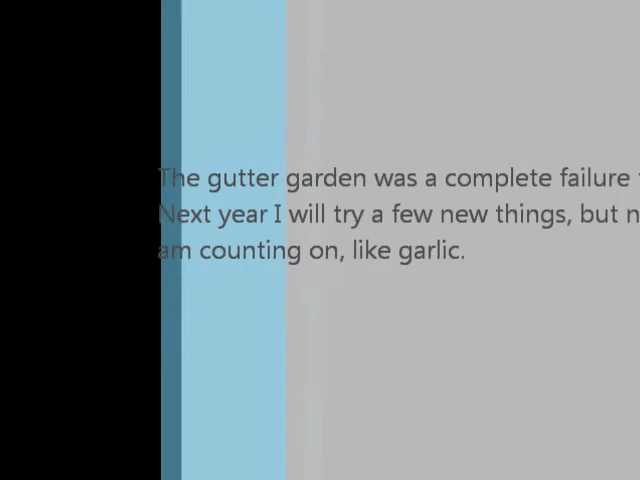 The gutter garden was a complete failure
Next year I will try a few new things, but
am counting on, like garlic.